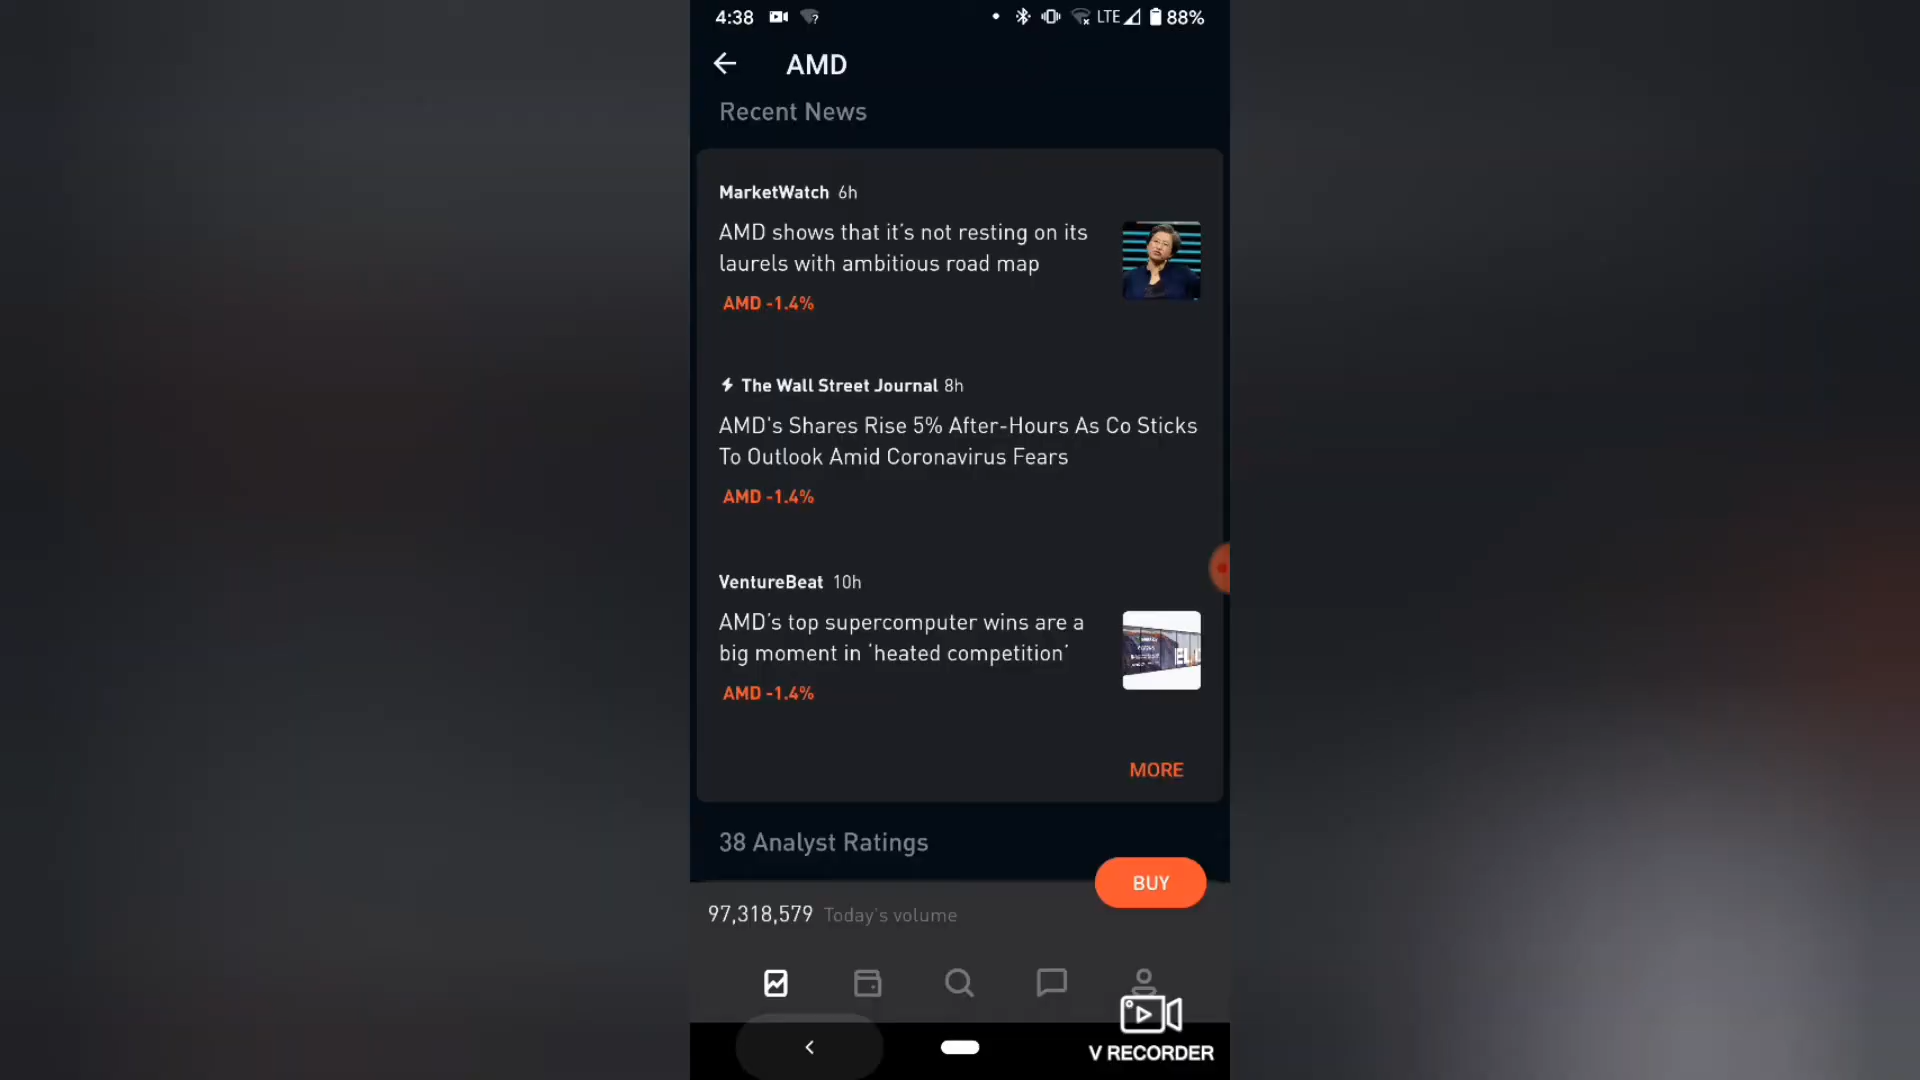 4:38 LTE 88%
AMD
Recent News
MarketWatch 6h
AMD shows that it's not resting on its
laurels with ambitious road map
AMD -1.4%
The Wall Street Journal 8h
AMD's Shares Rise 5% After-Hours As Co Sticks
To Outlook Amid Coronavirus Fears
AMD -1.4%
VentureBeat 10h
AMD's top supercomputer wins are a
big moment in 'heated competition'
AMD -1.4%
MORE
38 Analyst Ratings
BUY
97,318,579 Today's volume
V RECORDER